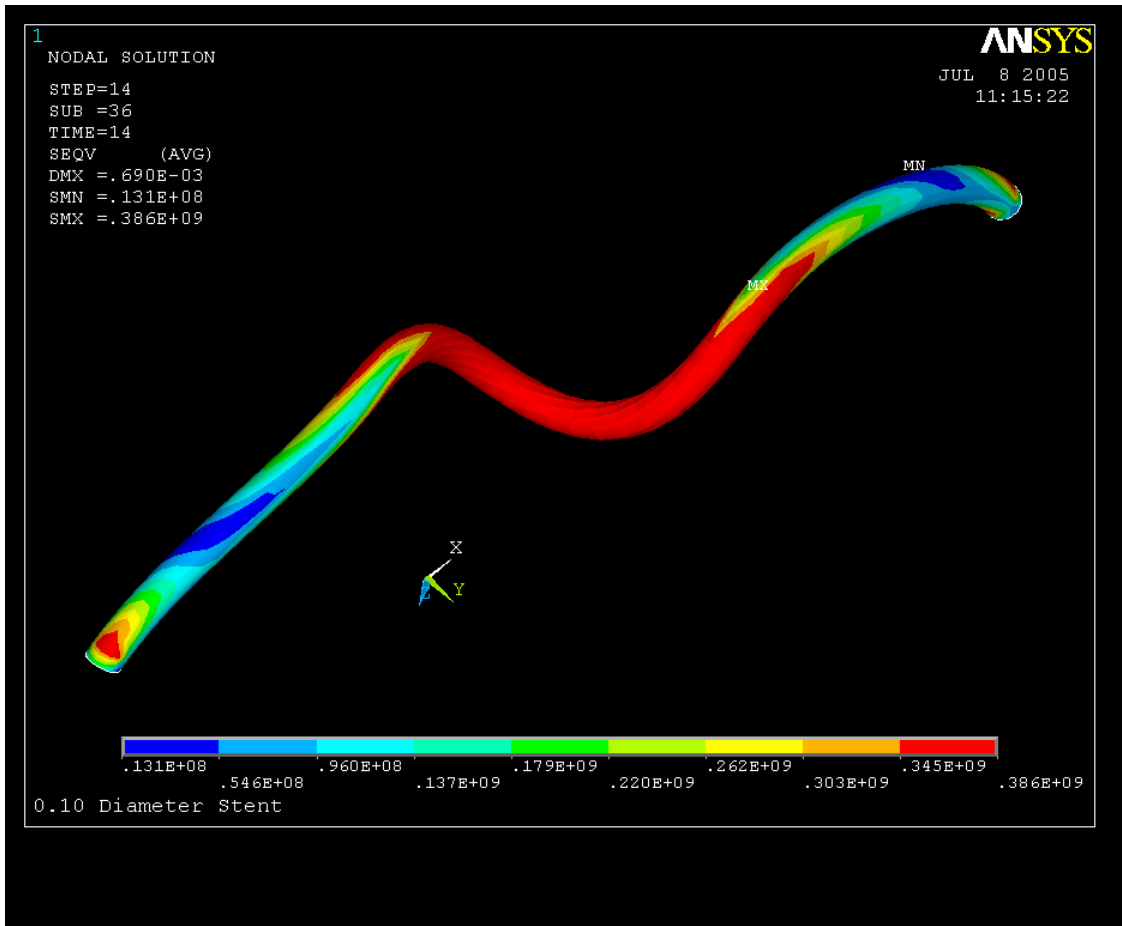 1
ANSYS
NODAL SOLUTION
JUL  8 2005
11:15:22
STEP=14
SUB =36
TIME=14
SEQV     (AVG)
DMX =.690E-03
SMN =.131E+08
SMX =.386E+09
MN
MX
X
Y
Z
.131E+08 .960E+08 .179E+09 .262E+09 .345E+09
.546E+08 .137E+09 .220E+09 .303E+09 .386E+09
0.10 Diameter Stent